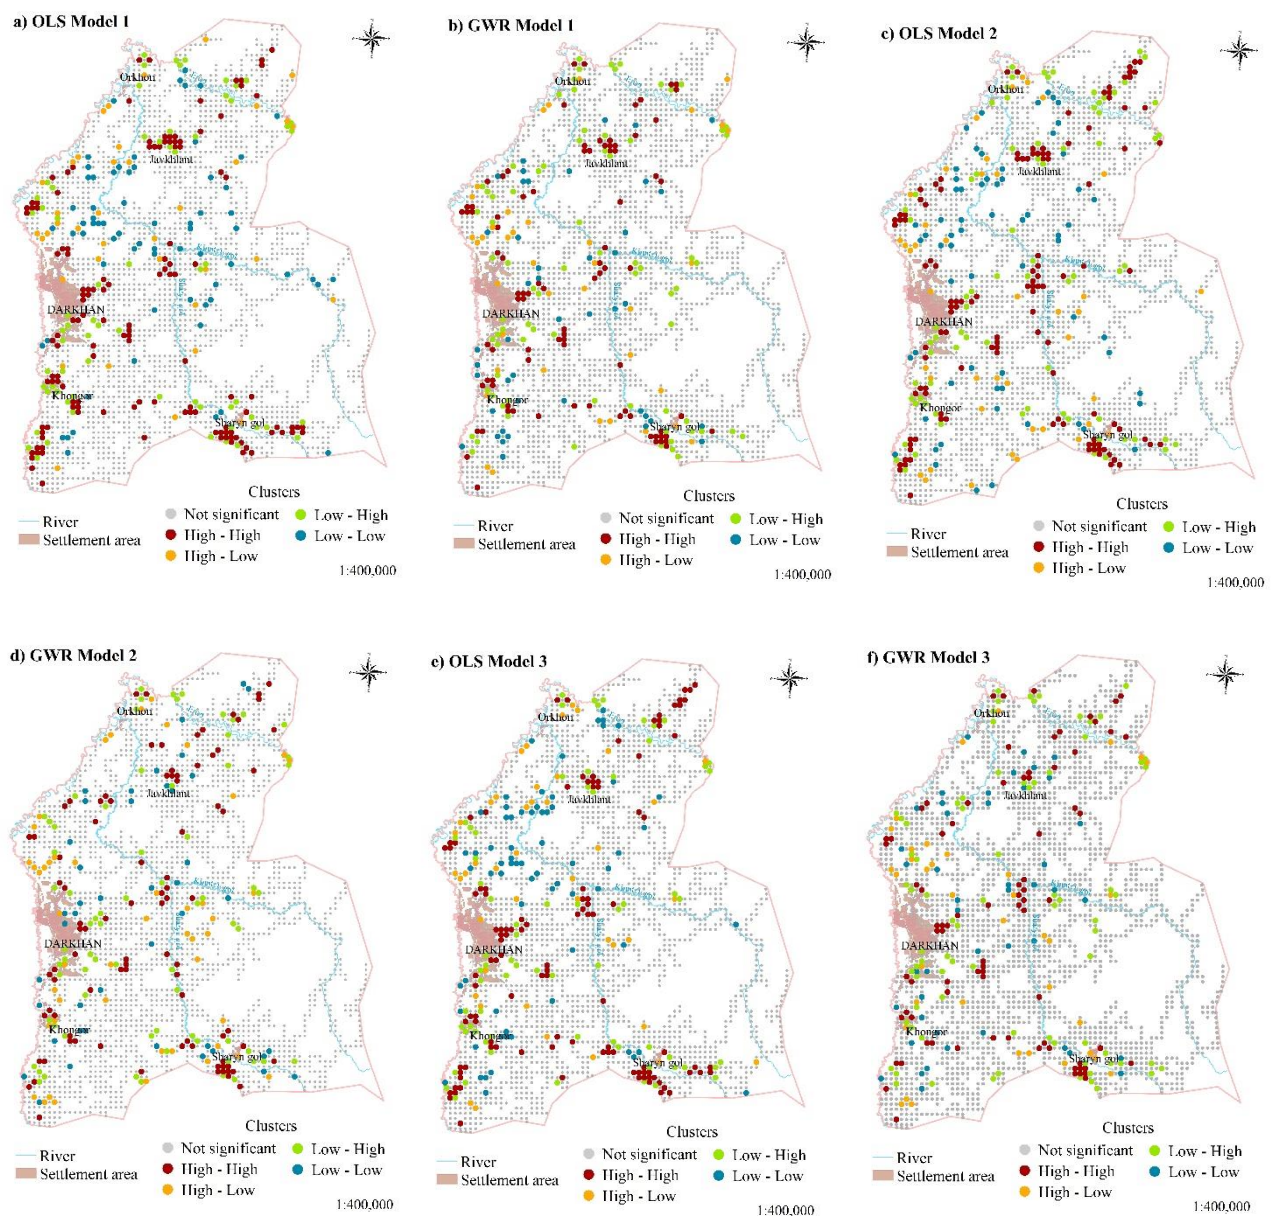 a) OLS Model 1
Orkhon
Javkhlant
DARKHAN
Khongor
Sharyn gol
Clusters
River
Settlement area
Not significant
High - High
High - Low
Low - High
Low - Low
1:400,000
b) GWR Model 1
Orkhon
Javkhlant
DARKHAN
Khongor
Sharyn gol
Clusters
River
Settlement area
Not significant
High - High
High - Low
Low - High
Low - Low
1:400,000
c) OLS Model 2
Orkhon
Javkhlant
DARKHAN
Khongor
Sharyn gol
Clusters
River
Settlement area
Not significant
High - High
High - Low
Low - High
Low - Low
1:400,000
d) GWR Model 2
Orkhon
Javkhlant
DARKHAN
Khongor
Sharyn gol
Clusters
River
Settlement area
Not significant
High - High
High - Low
Low - High
Low - Low
1:400,000
e) OLS Model 3
Orkhon
Javkhlant
DARKHAN
Khongor
Sharyn gol
Clusters
River
Settlement area
Not significant
High - High
High - Low
Low - High
Low - Low
1:400,000
f) GWR Model 3
Orkhon
Javkhlant
DARKHAN
Khongor
Sharyn gol
Clusters
River
Settlement area
Not significant
High - High
High - Low
Low - High
Low - Low
1:400,000